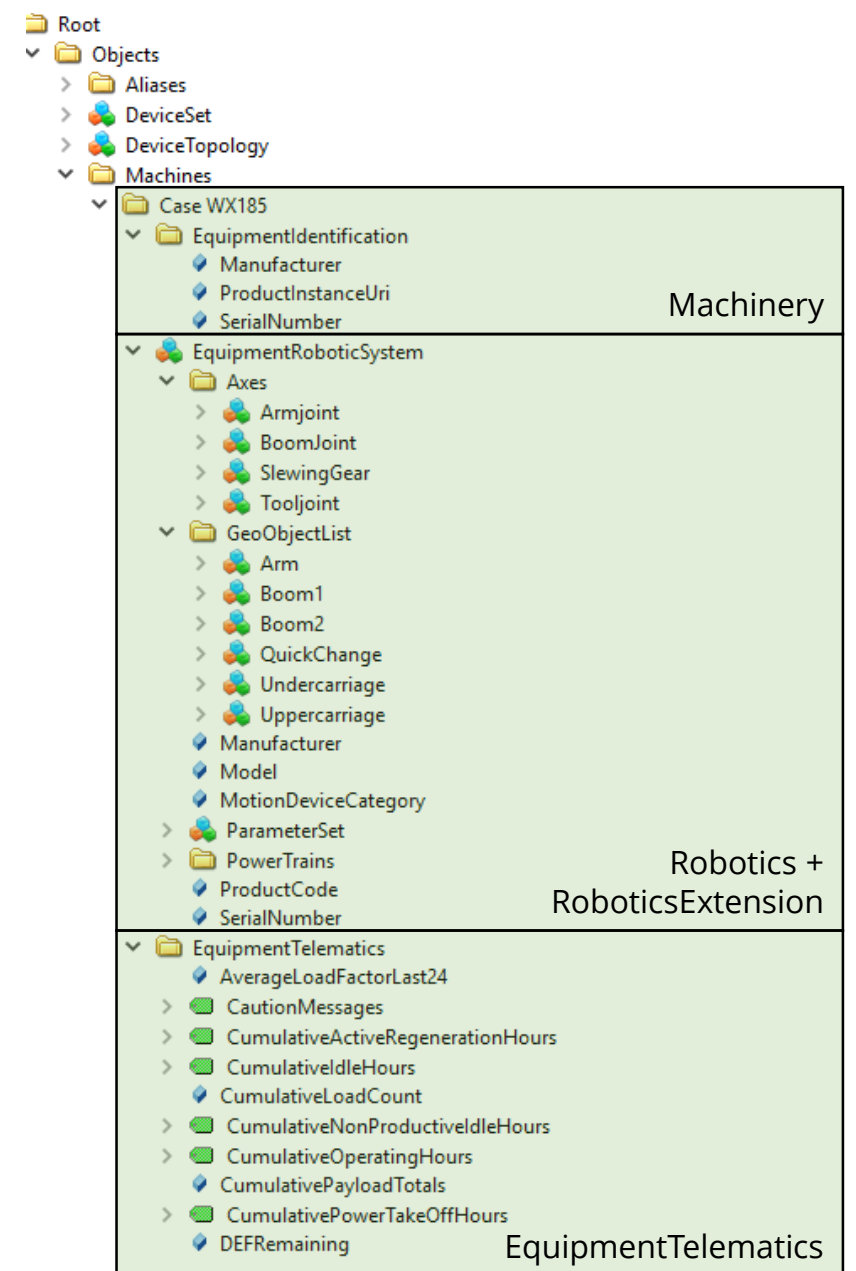 Root
Objects
Aliases
DeviceSet
DeviceTopology
Machines
Case WX185
EquipmentIdentification
Manufacturer
ProductInstanceUri
SerialNumber
Machinery
EquipmentRoboticSystem
Axes
Armjoint
BoomJoint
SlewingGear
Tooljoint
GeoObjectList
Arm
Boom1
Boom2
QuickChange
Undercarriage
Uppercarriage
Manufacturer
Model
MotionDeviceCategory
ParameterSet
PowerTrains
ProductCode
SerialNumber
Robotics +
RoboticsExtension
EquipmentTelematics
AverageLoadFactorLast24
CautionMessages
CumulativeActiveRegenerationHours
CumulativeIdleHours
CumulativeLoadCount
CumulativeNonProductiveIdleHours
CumulativeOperatingHours
CumulativePayloadTotals
CumulativePowerTakeOffHours
DEFRemaining
EquipmentTelematics